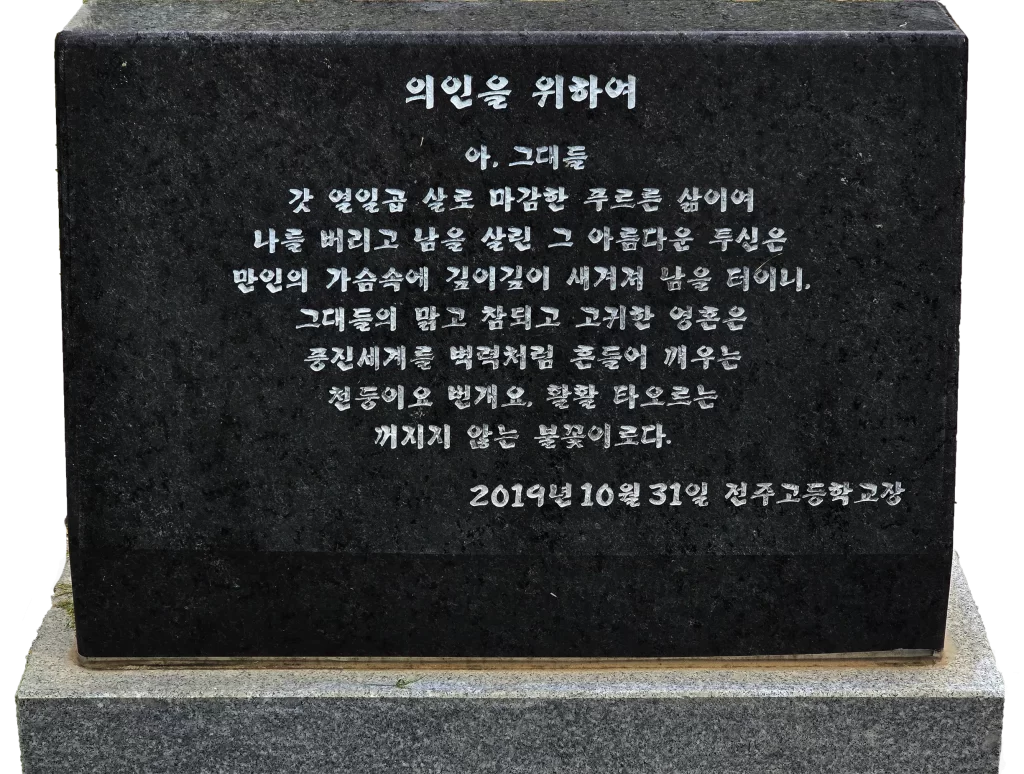 의인을 위하여
아, 그대들
갓 열일곱 살로 마감한 푸르른 삶이여
나를 버리고 남을 살린 그 아름다운 투신은
만인의 가슴속에 깊이깊이 새겨져 남을 터이니,
그대들의 맑고 참되고 고귀한 영혼은
풍진세계를 벽력처럼 흔들어 깨우는
천둥이요 번개요, 활활 타오르는
꺼지지 않는 불꽃이로다.
2019년 10월 31일 전주고등학교장